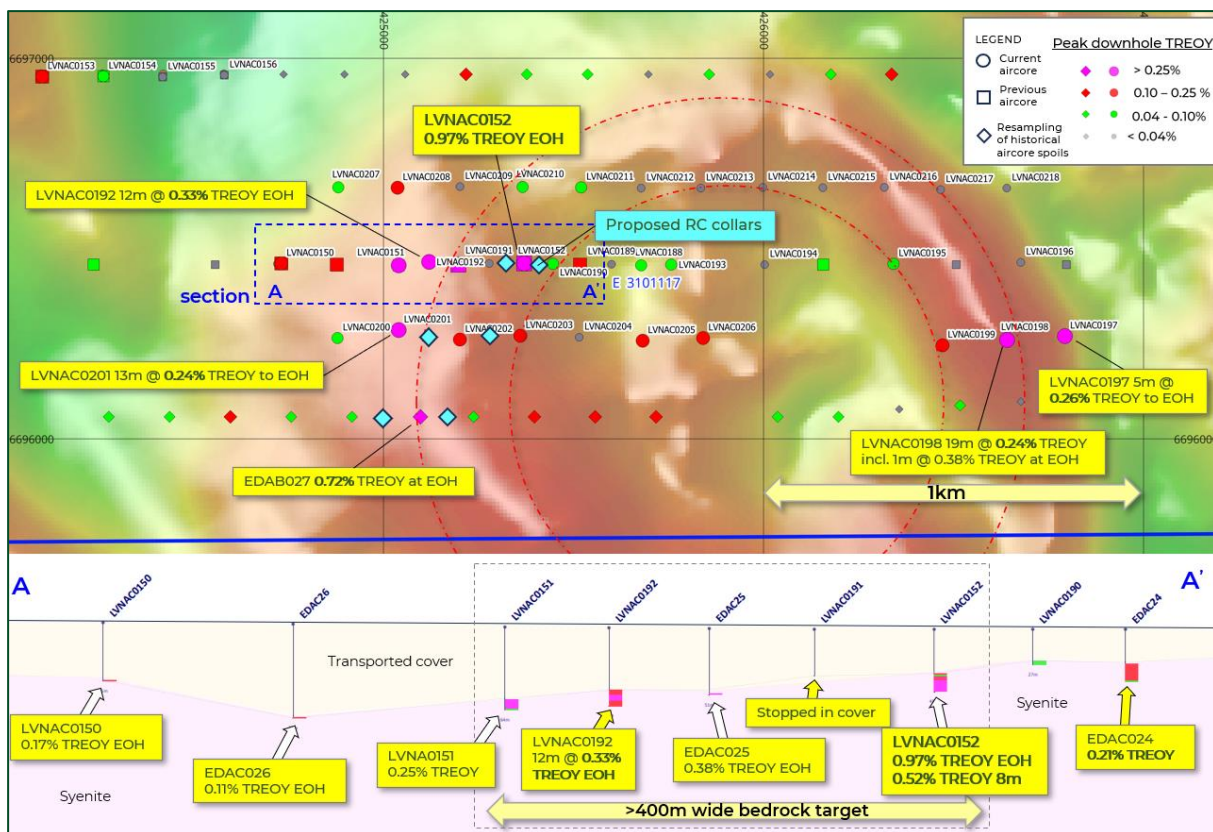 425000
426000
4
6697000
LEGEND
Current
aircore
Previous
aircore
Resampling
of historical
aircore spoils
Peak downhole TREOY
> 0.25%
0.10 – 0.25 %
0.04 - 0.10%
< 0.04%
LVNAC0153
LVNAC0154
LVNAC0155
LVNAC0156
LVNAC0152
0.97% TREOY EOH
LVNAC0207
LVNAC0208
LVNAC0209
LVNAC0210
LVNAC0211
LVNAC0212
LVNAC0213
LVNAC0214
LVNAC0215
LVNAC0216
LVNAC0217
LVNAC0218
LVNAC0192 12m @ 0.33% TREOY EOH
Proposed RC collars
LVNAC0150
LVNAC0151
LVNAC0192
LVNAC0191
LVNAC0152
LVNAC0189
LVNAC0188
LVNAC0190
LVNAC0193
LVNAC0194
LVNAC0195
LVNAC0196
E 3101117
section
A
A'
LVNAC0200
LVNAC0201
LVNAC0202
LVNAC0203
LVNAC0204
LVNAC0205
LVNAC0206
LVNAC0199
LVNAC0198
LVNAC0197
LVNAC0201 13m @ 0.24% TREOY to EOH
LVNAC0197 5m @
0.26% TREOY to EOH
LVNAC0198 19m @ 0.24% TREOY
incl. 1m @ 0.38% TREOY at EOH
6696000
6696000
EDAB027 0.72% TREOY at EOH
1km
A
A'
LVNAC0150
EDAC26
LVNAC0151
LVNAC0192
EDAC25
LVNAC0191
LVNAC0152
LVNAC0190
EDAC24
Transported cover
Syenite
Syenite
LVNAC0150
0.17% TREOY EOH
EDAC026
0.11% TREOY EOH
LVNA0151
0.25% TREOY
LVNAC0192
12m @ 0.33%
TREOY EOH
EDAC025
0.38% TREOY EOH
Stopped in cover
LVNAC0152
0.97% TREOY EOH
0.52% TREOY 8m
EDAC024
0.21% TREOY
>400m wide bedrock target